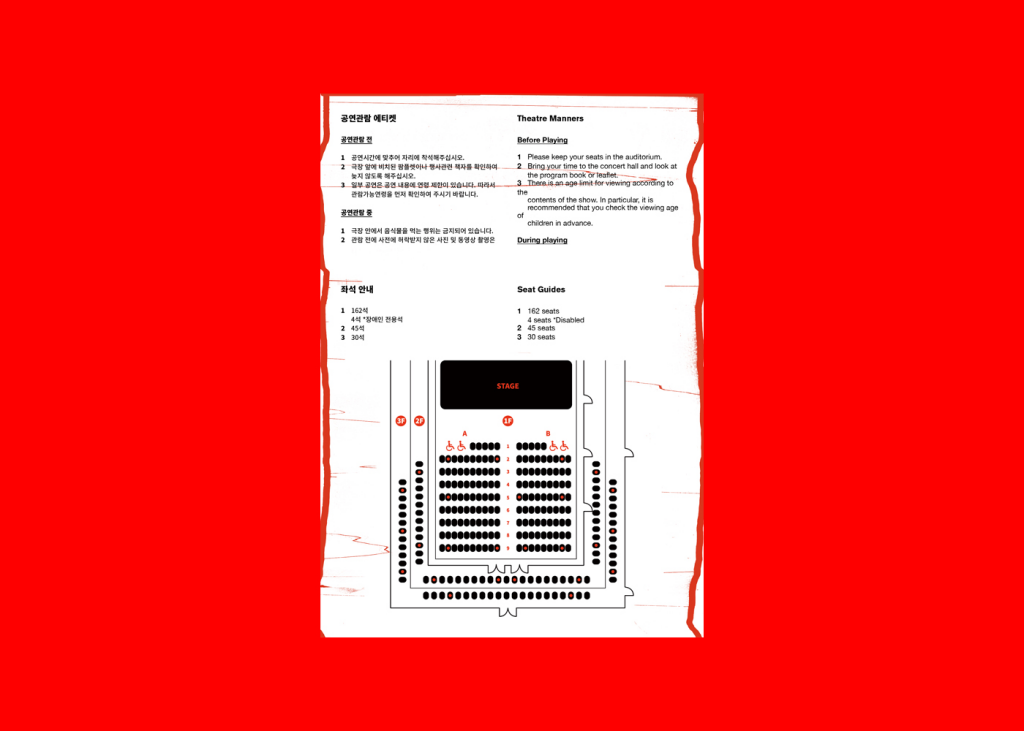 공연관람 에티켓
공연관람 전
1 공연시간에 맞추어 자리에 착석해주십시오.
2 극장 앞에 비치된 팜플렛이나 행사관련 책자를 확인하여
늦지 않도록 해주십시오.
3 일부 공연은 공연 내용에 연령 제한이 있습니다. 따라서
관람가능연령을 먼저 확인하여 주시기 바랍니다.
공연관람 중
1 극장 안에서 음식물을 먹는 행위는 금지되어 있습니다.
2 관람 전에 사전에 허락받지 않은 사진 및 동영상 촬영은
Theatre Manners
Before Playing
1 Please keep your seats in the auditorium.
2 Bring your time to the concert hall and look at
the program book or leaflet.
3 There is an age limit for viewing according to
the
contents of the show. In particular, it is
recommended that you check the viewing age
of
children in advance.
During playing
좌석 안내
1 162석
4석 *장애인 전용석
2 45석
3 30석
Seat Guides
1 162 seats
4 seats *Disabled
2 45 seats
3 30 seats
STAGE
3F 2F 1F
A B
1
2
3
4
5
6
7
8
9